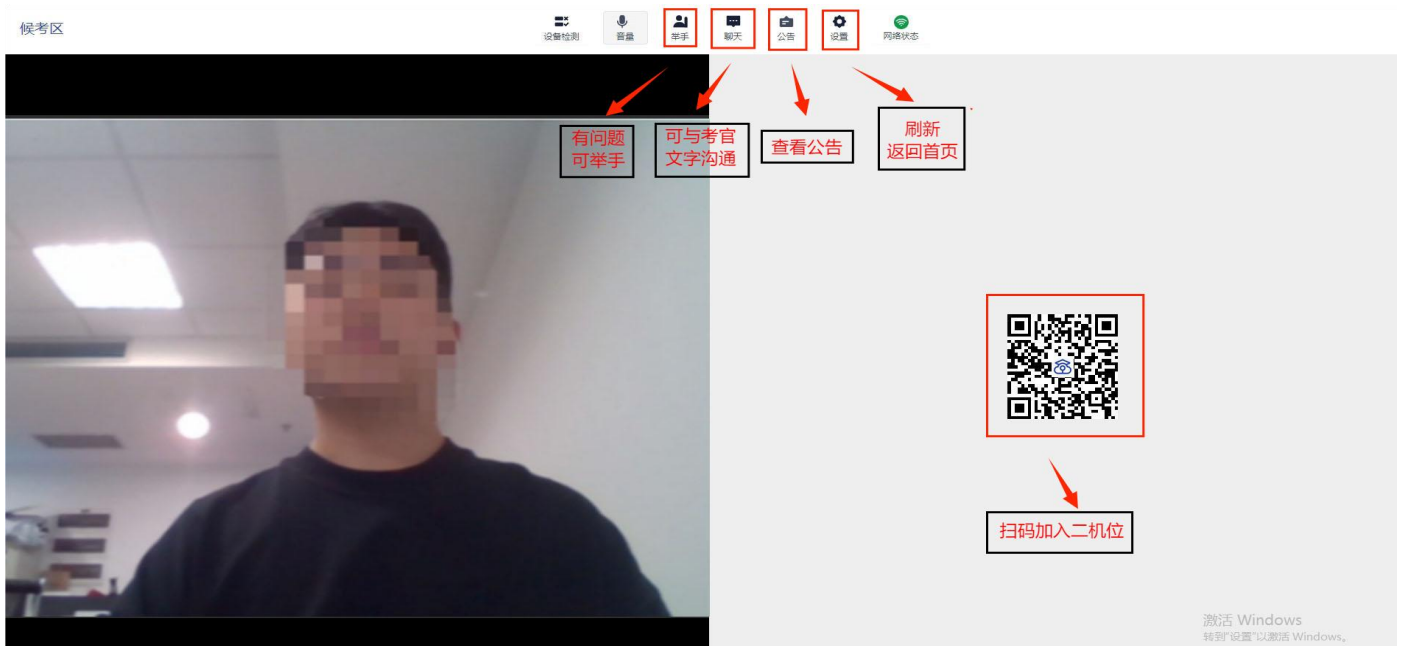 候考区
设备检测
音量
举手
聊天
公告
设置
网络状态
有问题
可举手
可与考官
文字沟通
查看公告
刷新
返回首页
扫码加入二机位
激活 Windows
转到"设置"以激活 Windows。